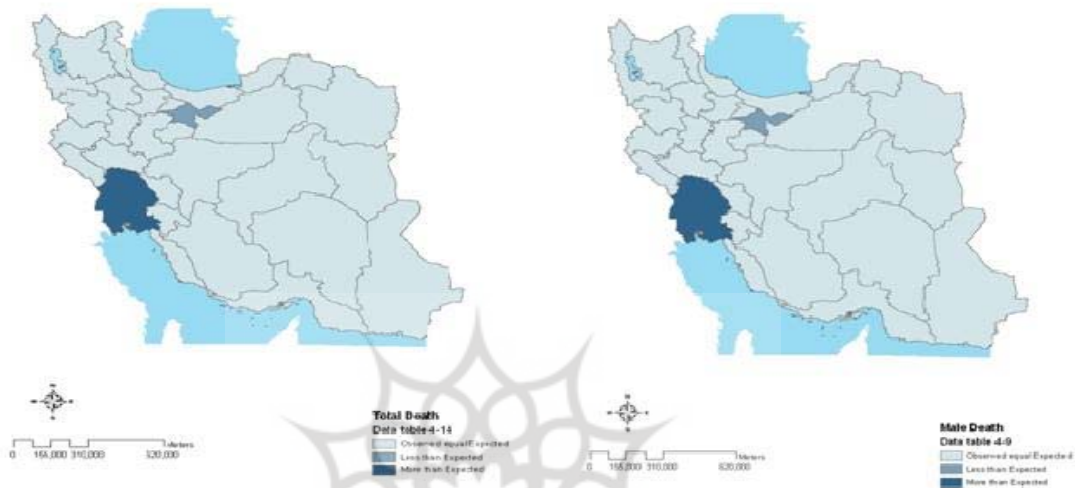 Total Death
Data table 4-14
Observed equal Expected
Less than Expected
More than Expected
Meters
0 155,000 310,000 620,000
Male Death
Data table 4-9
Observed equal Expected
Less than Expected
More than Expected
Meters
0 155,000 310,000 620,000